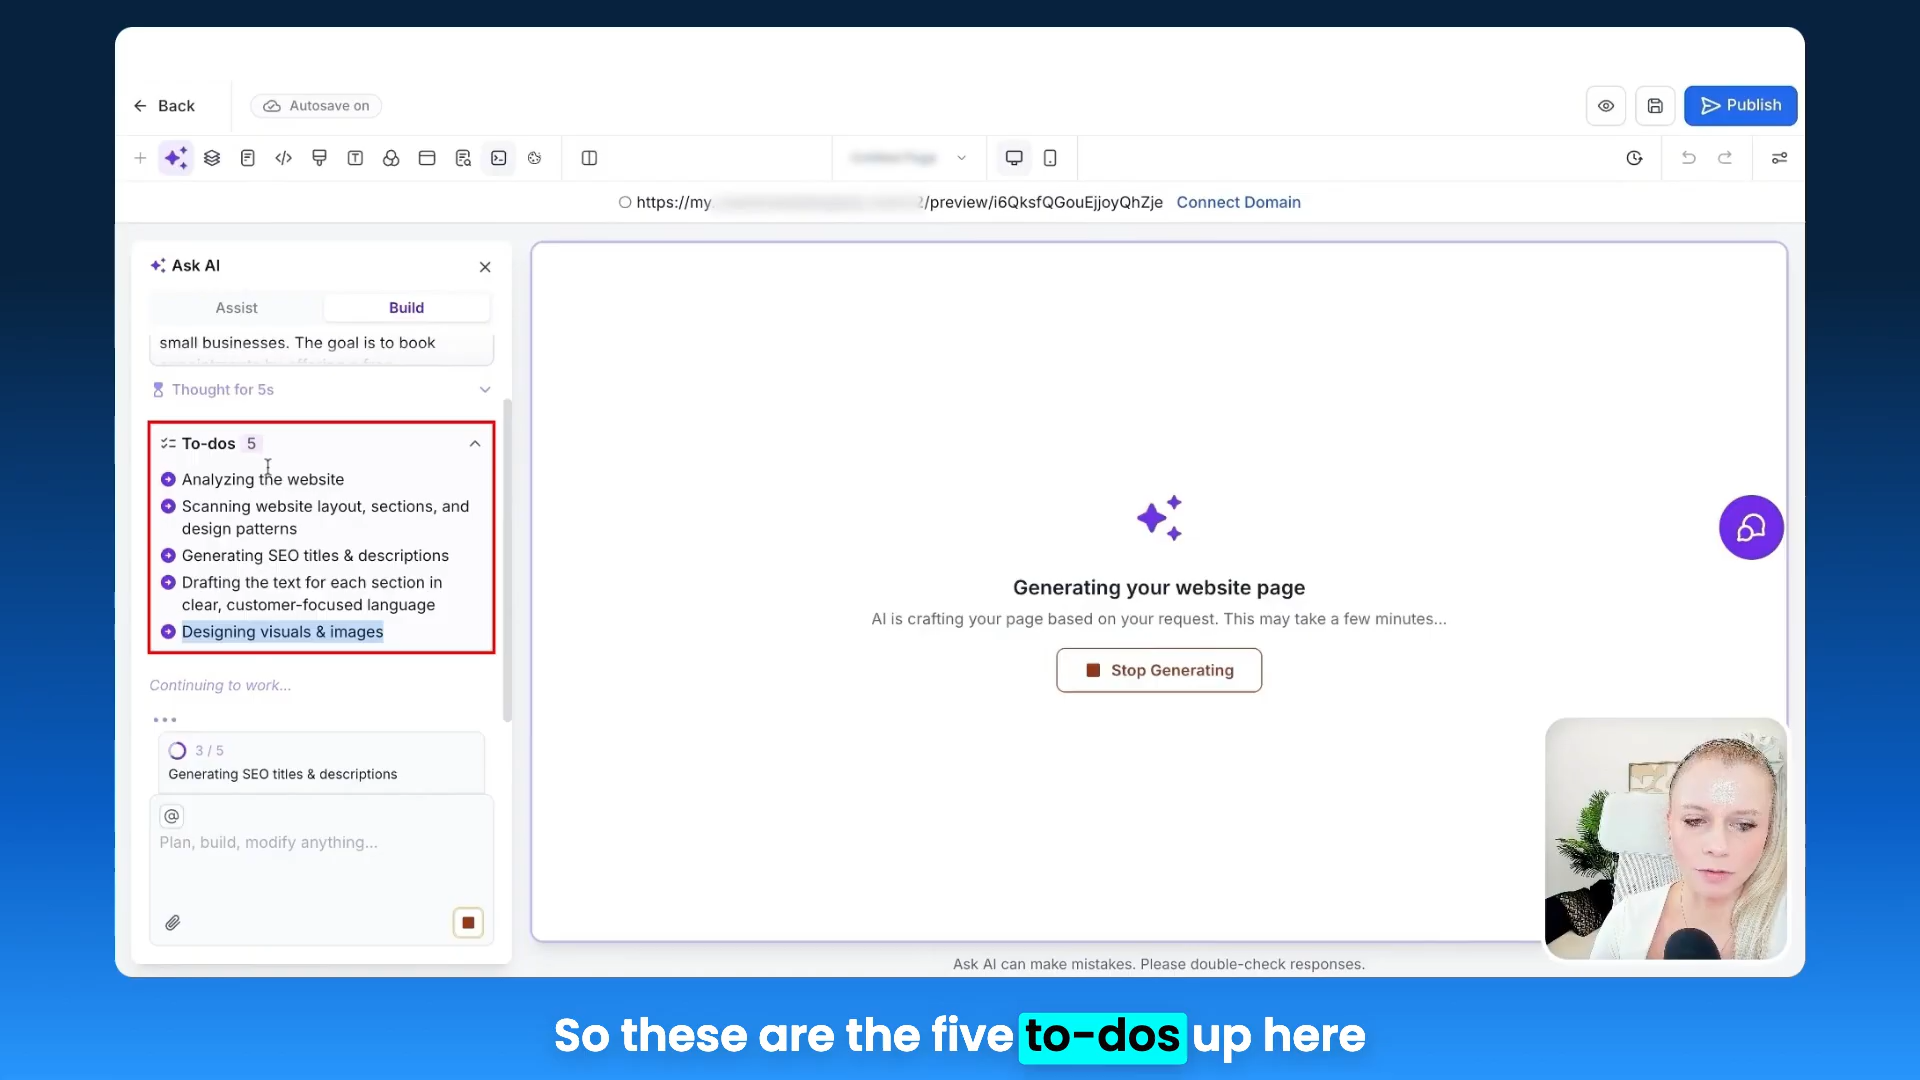 Back
Autosave on
Publish
https://my
/preview/i6QksfQGouEjjoyQhZje
Connect Domain
Ask AI
Assist
Build
small businesses. The goal is to book
Thought for 5s
To-dos 5
Analyzing the website
Scanning website layout, sections, and
design patterns
Generating SEO titles & descriptions
Drafting the text for each section in
clear, customer-focused language
Designing visuals & images
Continuing to work...
3 / 5
Generating SEO titles & descriptions
@
Plan, build, modify anything...
Generating your website page
AI is crafting your page based on your request. This may take a few minutes...
Stop Generating
Ask AI can make mistakes. Please double-check responses.
So these are the five to-dos up here